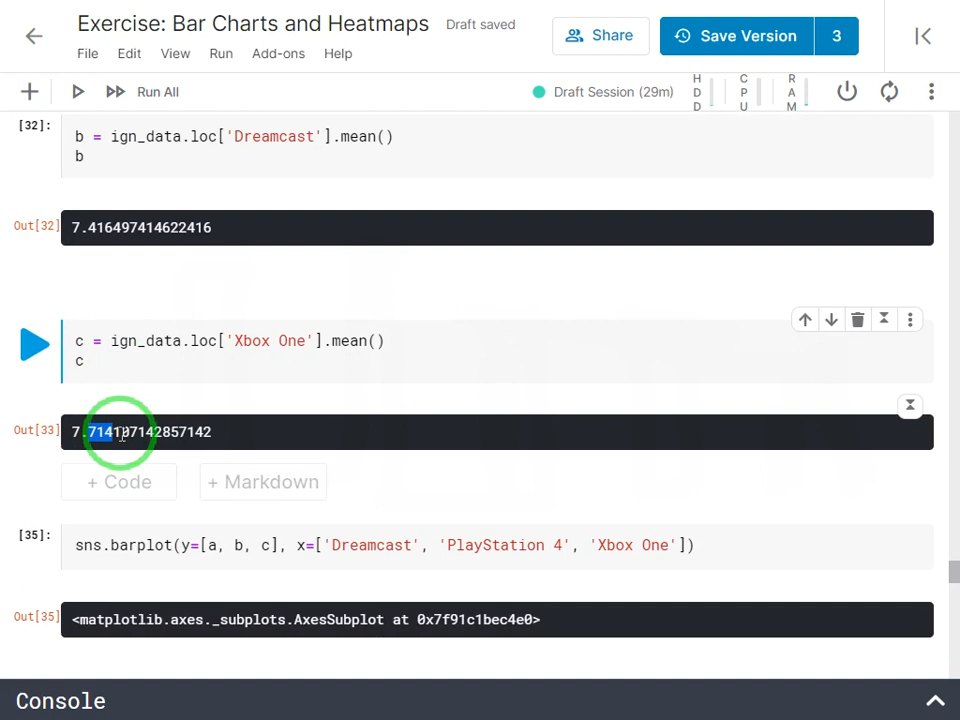 Exercise: Bar Charts and Heatmaps
Draft saved
File Edit View Run Add-ons Help
Share
Save Version
3
Run All
Draft Session (29m)
HDD
CPU
RAM
[32]:
b = ign_data.loc['Dreamcast'].mean()
b
Out[32]
7.416497414622416
c = ign_data.loc['Xbox One'].mean()
c
Out[33]
+ Code
+ Markdown
[35]:
sns.barplot(y=[a, b, c], x=['Dreamcast', 'PlayStation 4', 'Xbox One'])
Out[35]
<matplotlib.axes._subplots.AxesSubplot at 0x7f91c1bec4e0>
Console